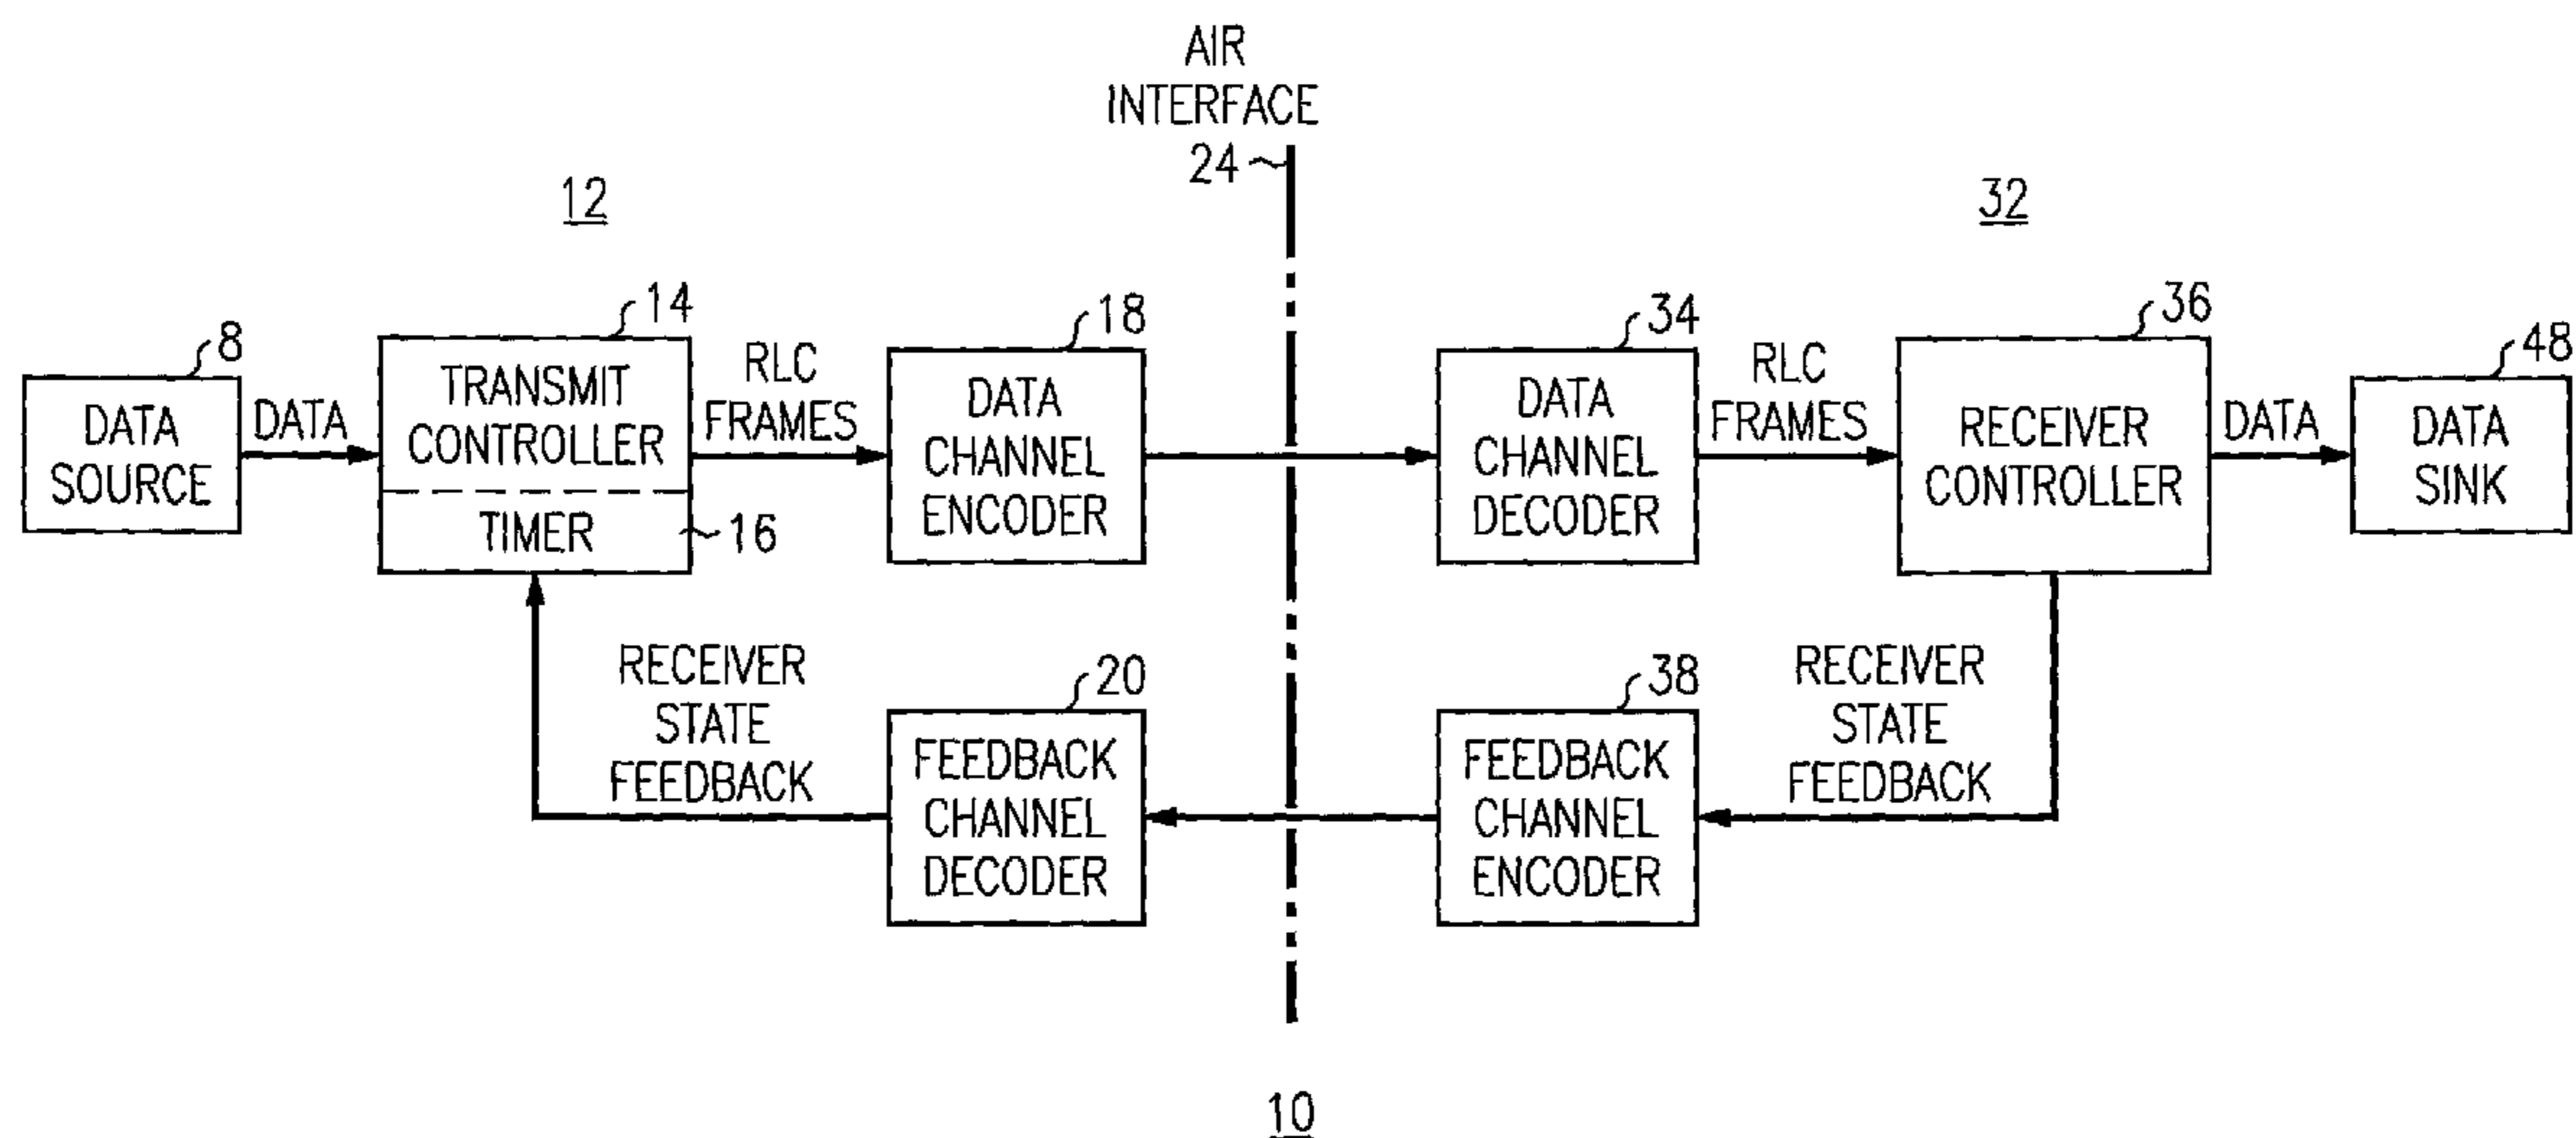 AIR
INTERFACE
24
12
32
8
DATA
SOURCE
DATA
14
TRANSMIT
CONTROLLER
TIMER
16
RLC
FRAMES
18
DATA
CHANNEL
ENCODER
34
DATA
CHANNEL
DECODER
RLC
FRAMES
36
RECEIVER
CONTROLLER
DATA
48
DATA
SINK
RECEIVER
STATE
FEEDBACK
20
FEEDBACK
CHANNEL
DECODER
38
FEEDBACK
CHANNEL
ENCODER
RECEIVER
STATE
FEEDBACK
10